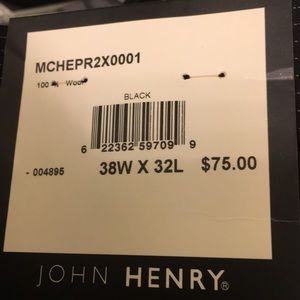 MCHEPR2X0001
100 Wool
BLACK
6 22362 59709 9
- 004895 38W X 32L $75.00
JOHN HENRY®